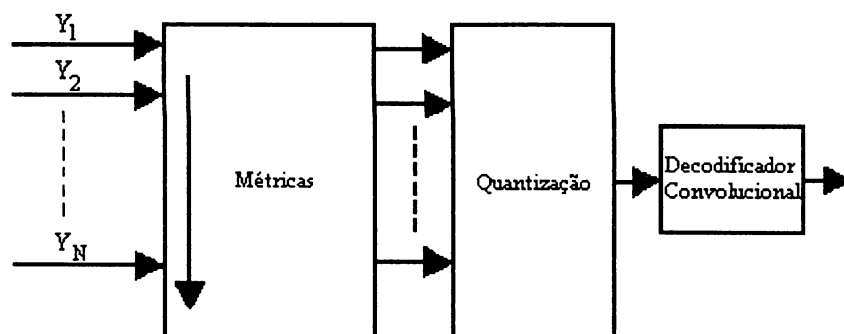 Y1
Y2
YN
Métricas
Quantização
Decodificador
Convolucional